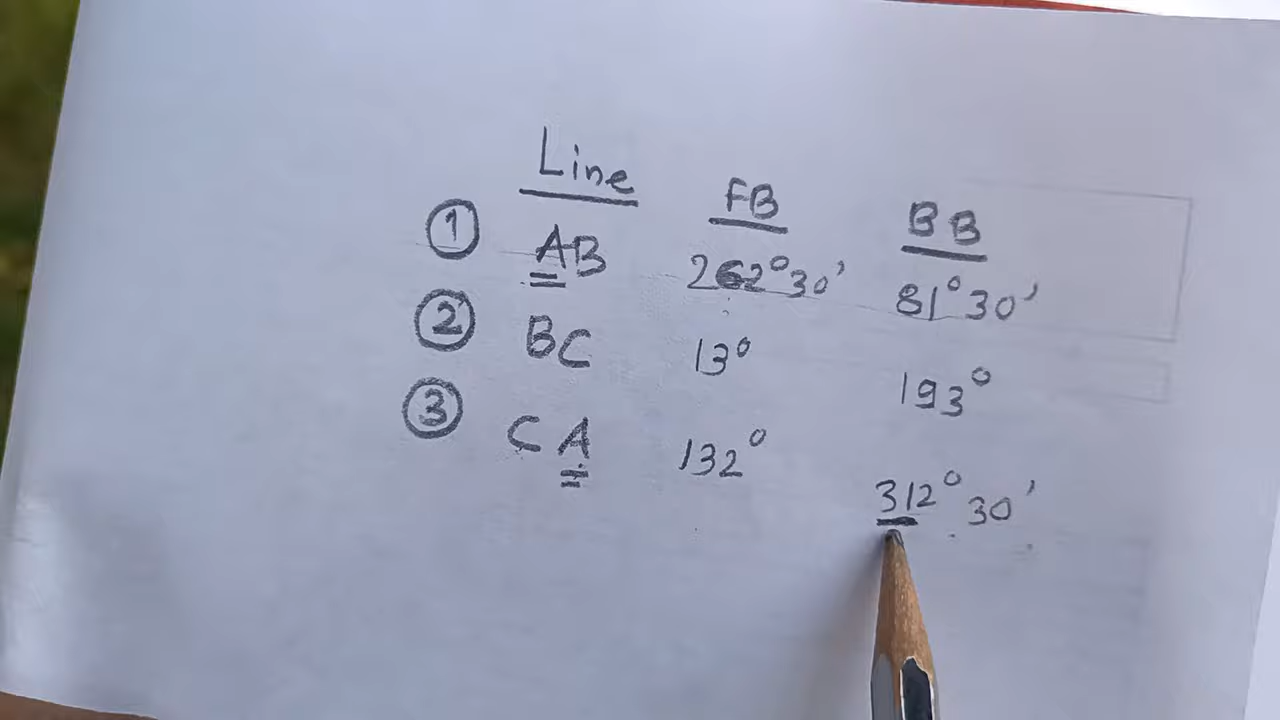 Line FB BB
① AB 262°30' 81°30'
② BC 13° 193°
③ CA 132° 312°30'